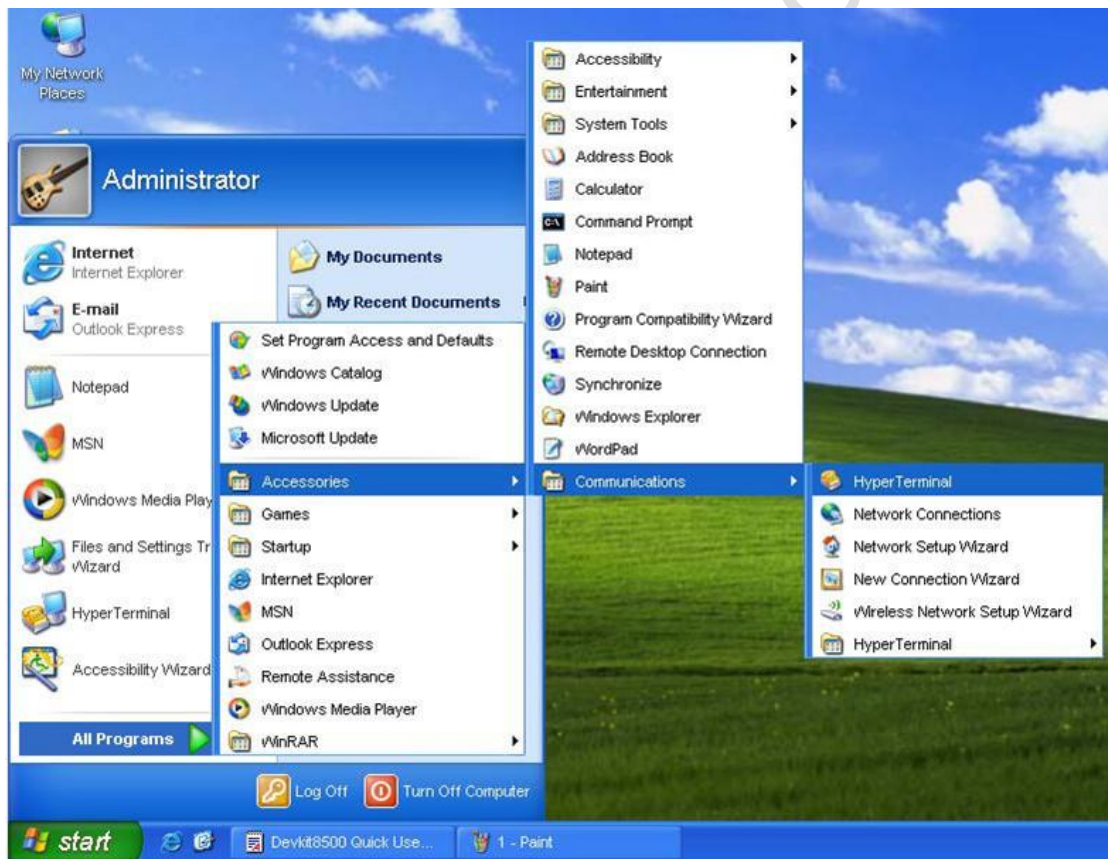 My Network
Places
Administrator
Internet
Internet Explorer
E-mail
Outlook Express
Notepad
MSN
Windows Media Play
Files and Settings Tr
Wizard
HyperTerminal
Accessibility Wizard
All Programs
My Documents
My Recent Documents
Set Program Access and Defaults
Windows Catalog
Windows Update
Microsoft Update
Accessories
Games
Startup
Internet Explorer
MSN
Outlook Express
Remote Assistance
Windows Media Player
WinRAR
Accessibility
Entertainment
System Tools
Address Book
Calculator
Command Prompt
Notepad
Paint
Program Compatibility Wizard
Remote Desktop Connection
Synchronize
Windows Explorer
WordPad
Communications
HyperTerminal
Network Connections
Network Setup Wizard
New Connection Wizard
Wireless Network Setup Wizard
HyperTerminal
Log Off
Turn Off Computer
start
Devkit8500 Quick Use...
1 - Paint